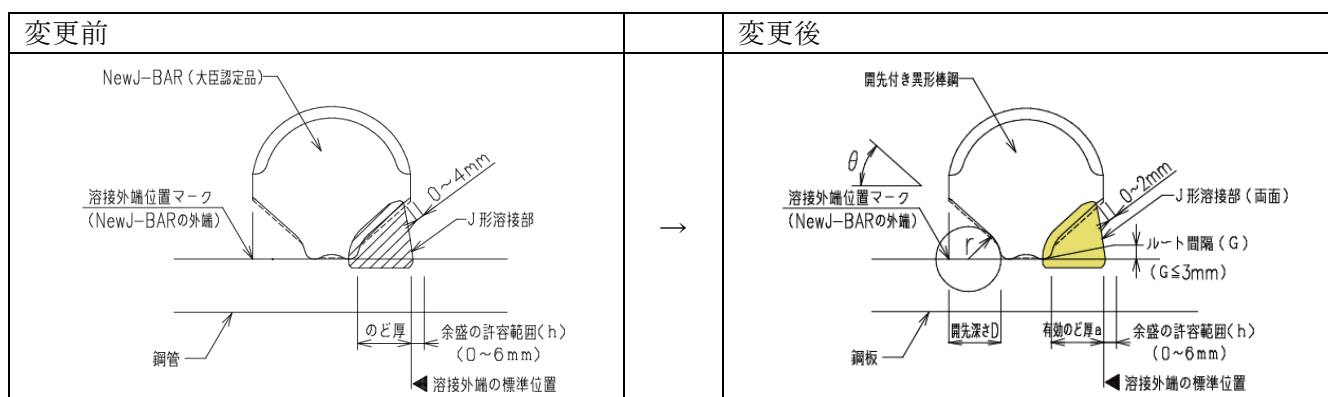 変更前
変更後
NewJ-BAR(大臣認定品)
0~4mm
溶接外端位置マーク
(NewJ-BARの外端)
J形溶接部
のど厚
余盛の許容範囲(h)
(0~6mm)
鋼管
溶接外端の標準位置
→
開先付き異形棒鋼
θ
0~2mm
溶接外端位置マーク
(NewJ-BARの外端)
J形溶接部(両面)
r
ルート間隔(G)
(G≦3mm)
開先深さD
有効のど厚a
余盛の許容範囲(h)
(0~6mm)
鋼板
溶接外端の標準位置